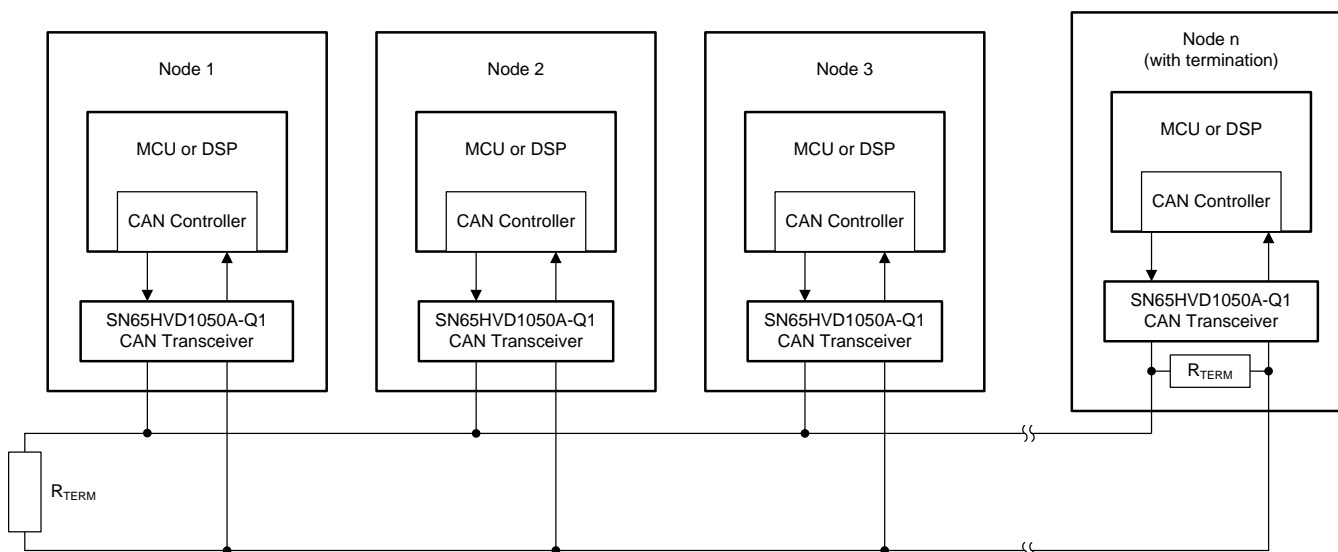 Node 1
MCU or DSP
CAN Controller
SN65HVD1050A-Q1
CAN Transceiver
Node 2
MCU or DSP
CAN Controller
SN65HVD1050A-Q1
CAN Transceiver
Node 3
MCU or DSP
CAN Controller
SN65HVD1050A-Q1
CAN Transceiver
Node n
(with termination)
MCU or DSP
CAN Controller
SN65HVD1050A-Q1
CAN Transceiver
RTERM
RTERM